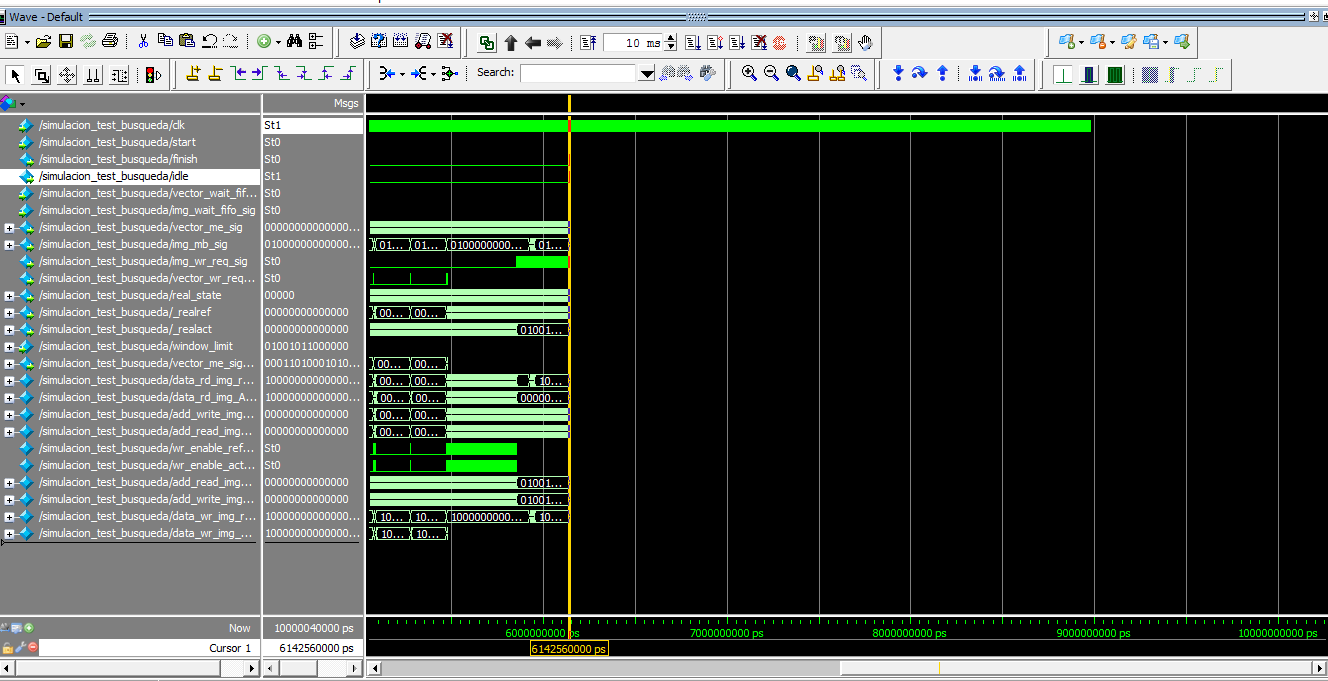 Wave - Default
10 ms
Search:
Msgs
/simulacion_test_busqueda/clk St1
/simulacion_test_busqueda/start St0
/simulacion_test_busqueda/finish St0
/simulacion_test_busqueda/idle St1
/simulacion_test_busqueda/vector_wait_fif... St0
/simulacion_test_busqueda/img_wait_fifo_sig St0
/simulacion_test_busqueda/vector_me_sig 00000000000000...
/simulacion_test_busqueda/img_mb_sig 01000000000000... 01... 01... 0100000000... 01...
/simulacion_test_busqueda/img_wr_req_sig St0
/simulacion_test_busqueda/vector_wr_req... St0
/simulacion_test_busqueda/real_state 00000
/simulacion_test_busqueda/_realref 00000000000000 00... 00...
/simulacion_test_busqueda/_realact 00000000000000 01001...
/simulacion_test_busqueda/window_limit 01001011000000
/simulacion_test_busqueda/vector_me_sig... 00011010001010... 00... 00...
/simulacion_test_busqueda/data_rd_img_r... 10000000000000... 00... 00... 10...
/simulacion_test_busqueda/data_rd_img_A... 10000000000000... 00... 00... 00000...
/simulacion_test_busqueda/add_write_img... 00000000000000 00... 00...
/simulacion_test_busqueda/add_read_img... 00000000000000 00... 00...
/simulacion_test_busqueda/wr_enable_ref... St0
/simulacion_test_busqueda/wr_enable_act... St0
/simulacion_test_busqueda/add_read_img... 00000000000000 01001...
/simulacion_test_busqueda/add_write_img... 00000000000000 01001...
/simulacion_test_busqueda/data_wr_img_r... 10000000000000... 10... 10... 1000000000... 10...
/simulacion_test_busqueda/data_wr_img_... 10000000000000... 10... 10...
Now 10000040000 ps 6000000000 ps 7000000000 ps 8000000000 ps 9000000000 ps 10000000000 ps
Cursor 1 6142560000 ps 6142560000 ps